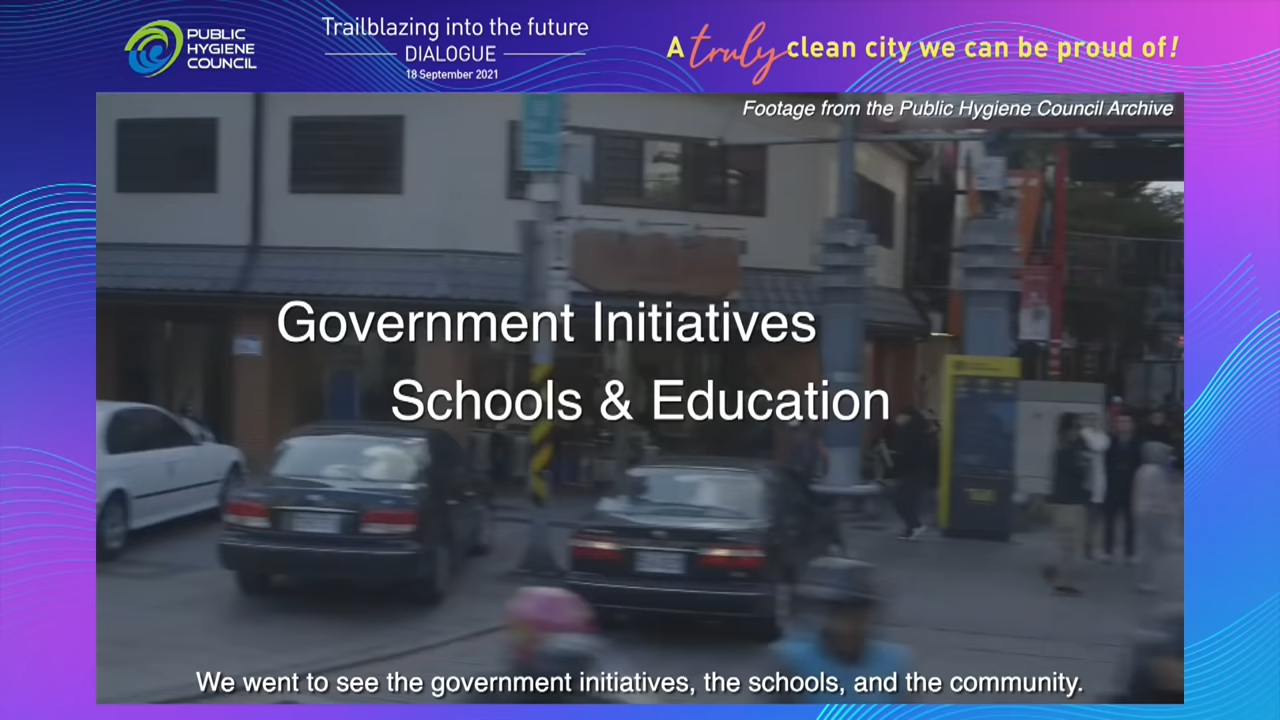 PUBLIC
HYGIENE
COUNCIL
Trailblazing into the future
DIALOGUE
18 September 2021
A truly clean city we can be proud of!
Footage from the Public Hygiene Council Archive
Government Initiatives
Schools & Education
We went to see the government initiatives, the schools, and the community.